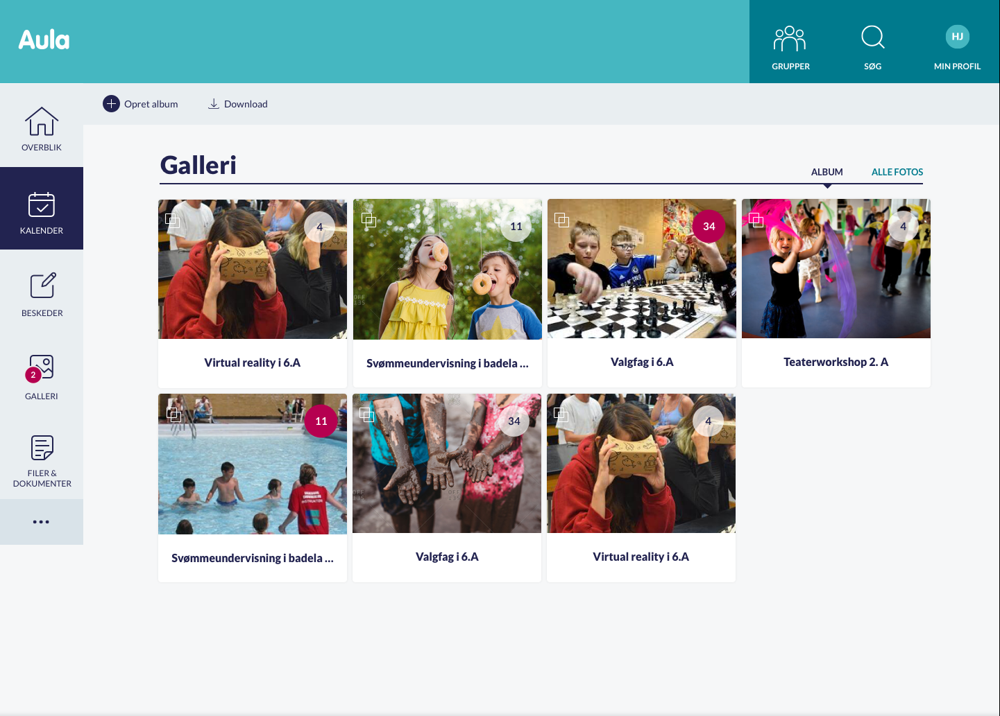 Aula
GRUPPER
SØG
HJ
MIN PROFIL
Opret album
Download
OVERBLIK
KALENDER
BESKEDER
2
GALLERI
FILER &
DOKUMENTER
...
Galleri
ALBUM
ALLE FOTOS
4
11
34
4
Virtual reality i 6.A
Svømmeundervisning i badela ...
Valgfag i 6.A
Teaterworkshop 2. A
11
34
4
INSTRUKTØR
Svømmeundervisning i badela ...
Valgfag i 6.A
Virtual reality i 6.A